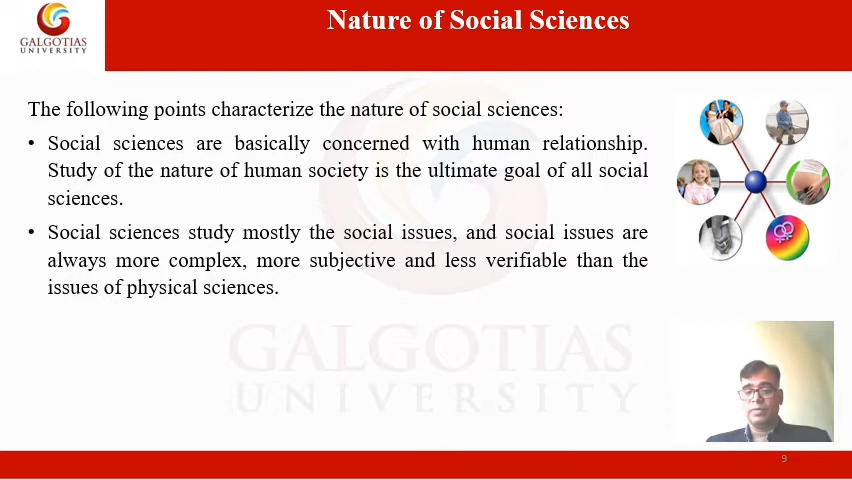 Nature of Social Sciences
GALGOTIAS
UNIVERSITY
The following points characterize the nature of social sciences:
• Social sciences are basically concerned with human relationship.
Study of the nature of human society is the ultimate goal of all social
sciences.
• Social sciences study mostly the social issues, and social issues are
always more complex, more subjective and less verifiable than the
issues of physical sciences.
GALGOTIAS
UNIVERSITY
9